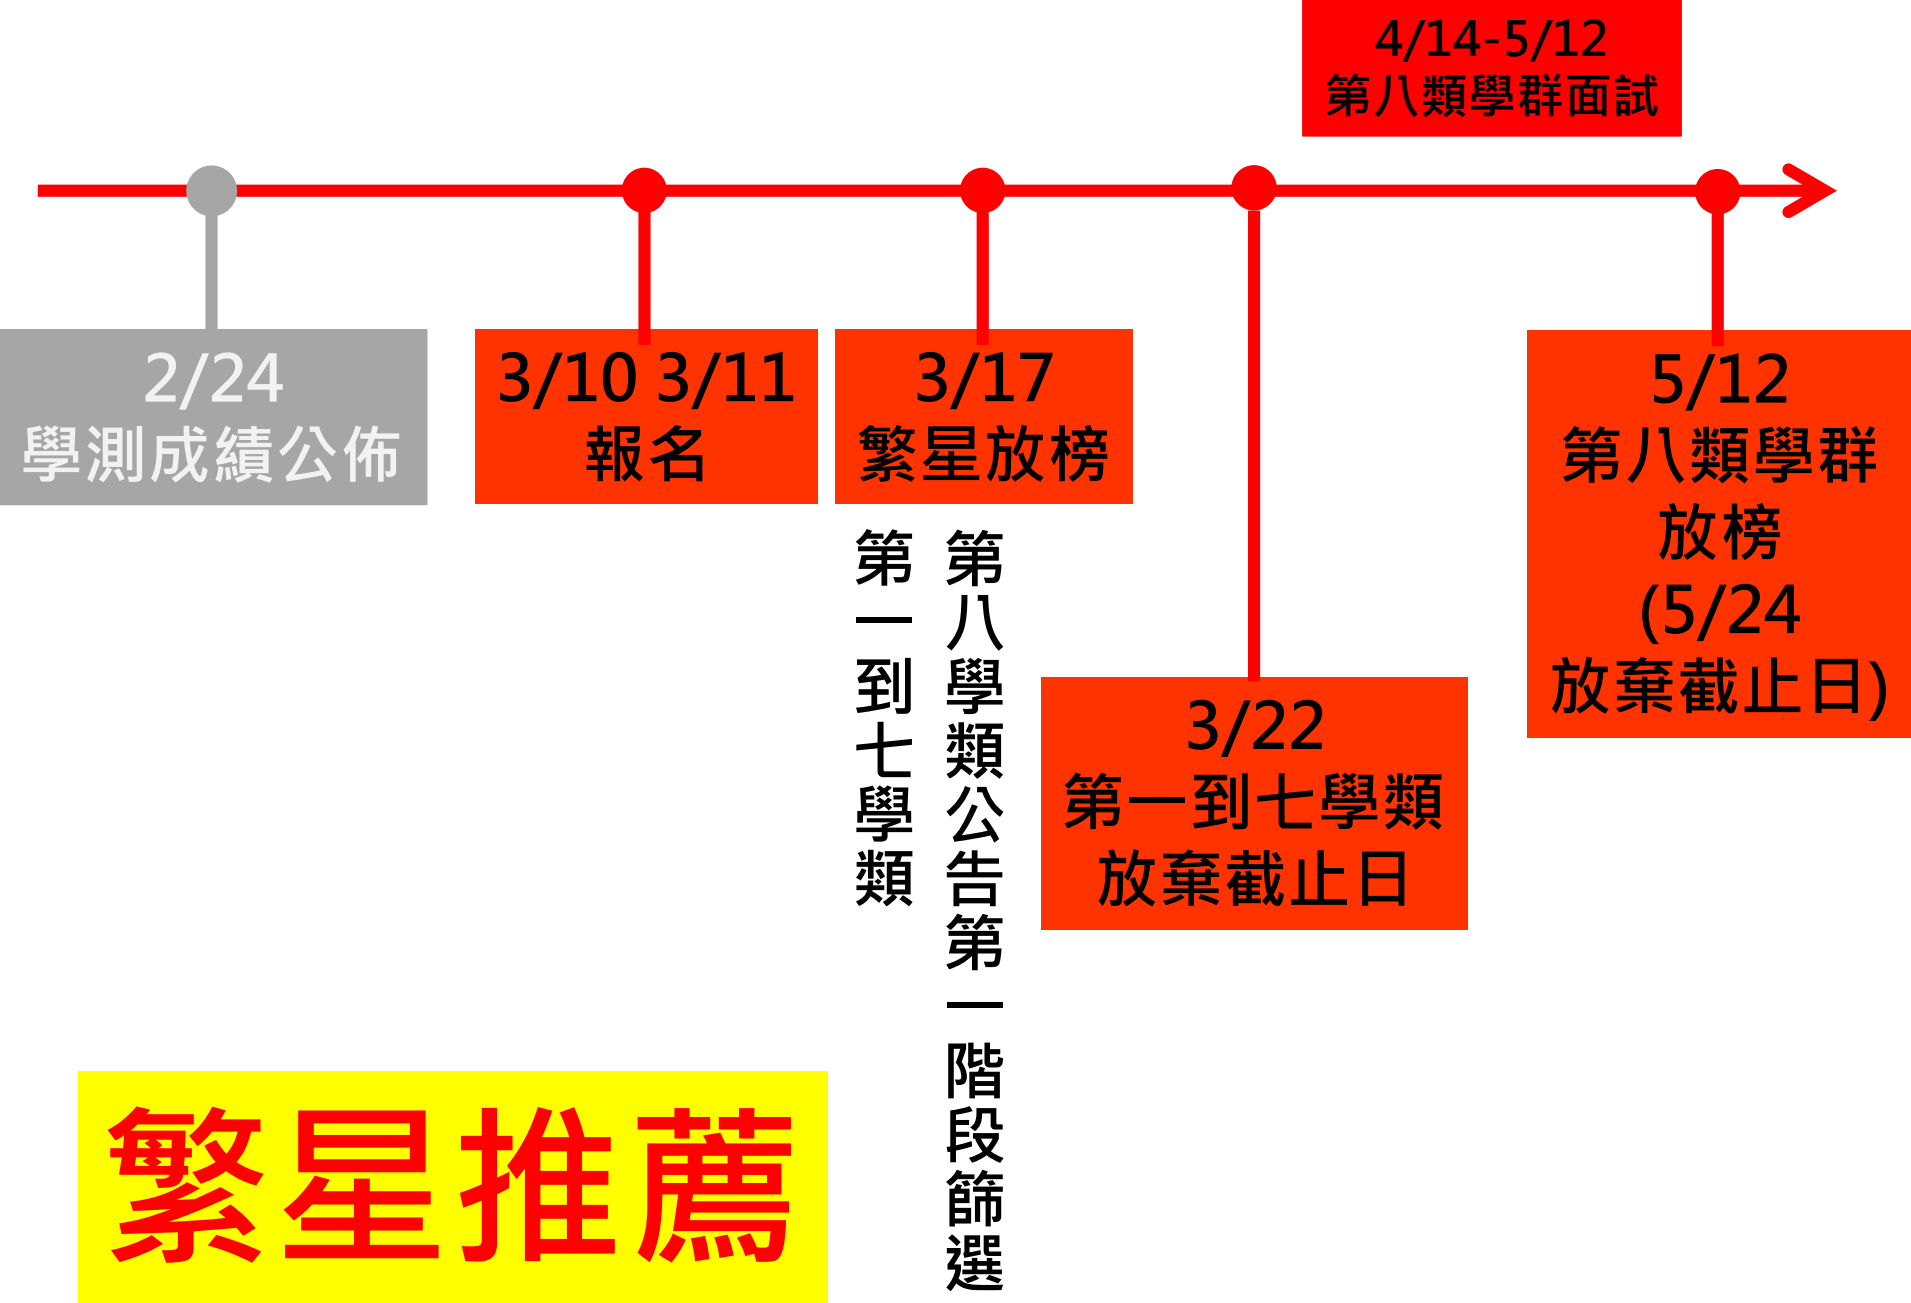 4/14-5/12
第八類學群面試
2/24
學測成績公佈
3/10 3/11
報名
3/17
繁星放榜
第一到七學類
第八學類公告第一階段篩選
3/22
第一到七學類
放棄截止日
5/12
第八類學群
放榜
(5/24
放棄截止日)
繁星推薦